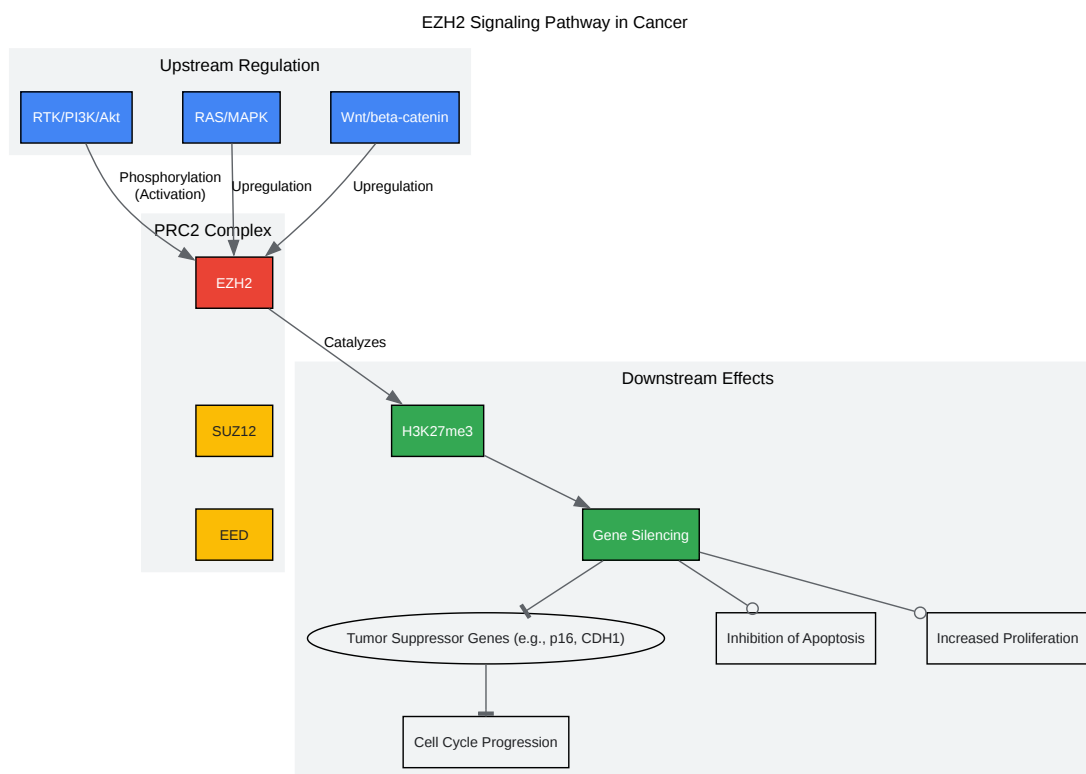 EZH2 Signaling Pathway in Cancer
Upstream Regulation
RTK/PI3K/Akt
RAS/MAPK
Wnt/beta-catenin
Phosphorylation
(Activation)
Upregulation
Upregulation
PRC2 Complex
EZH2
Catalyzes
Downstream Effects
SUZ12
H3K27me3
EED
Gene Silencing
Tumor Suppressor Genes (e.g., p16, CDH1)
Inhibition of Apoptosis
Increased Proliferation
Cell Cycle Progression